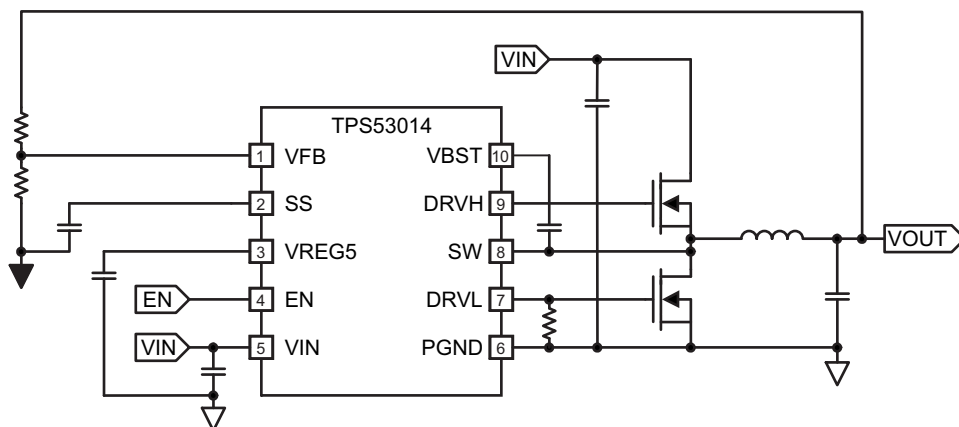 VIN
TPS53014
1 VFB VBST 10
2 SS DRVH 9
3 VREG5 SW 8
VOUT
EN 4 EN DRVL 7
VIN 5 VIN PGND 6